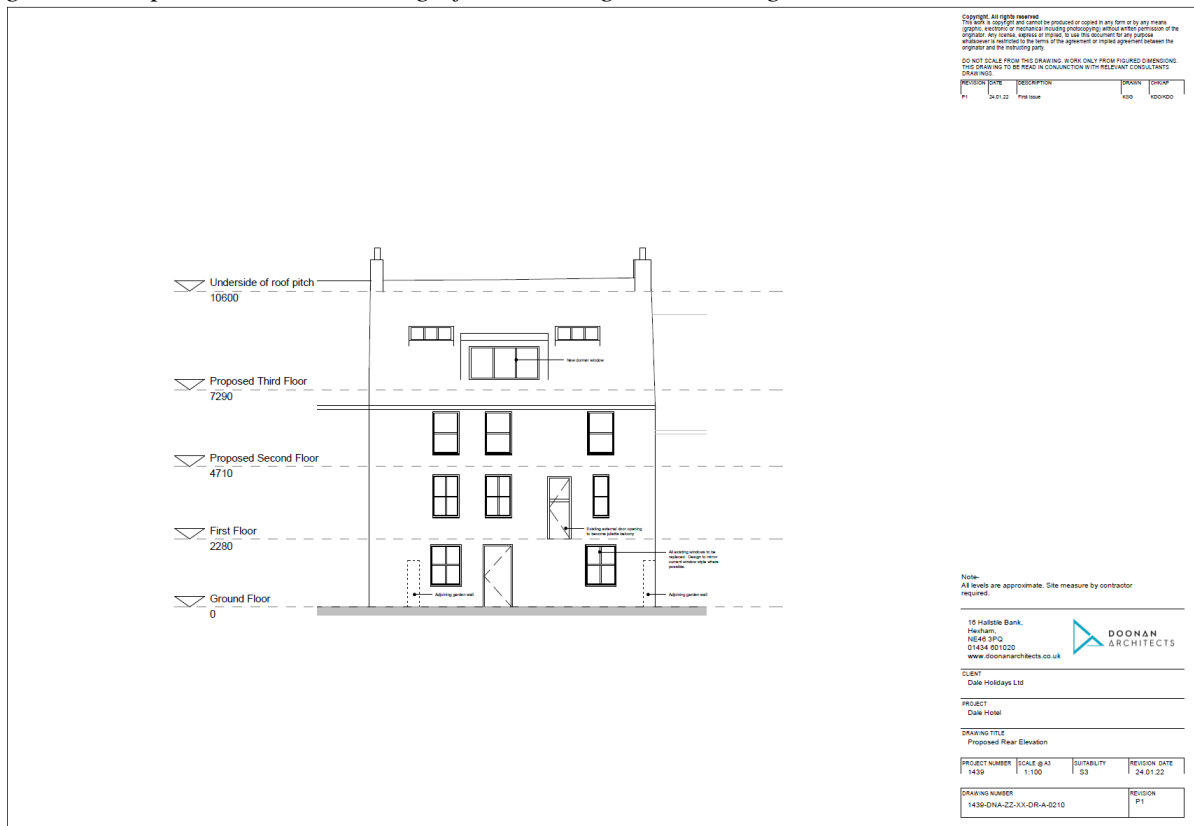 Copyright. All rights reserved
This work is copyright and cannot be produced or copied in any form or by any means
(graphic, electronic or mechanical including photocopying) without written permission of the
originator. Any license, express or implied, to use this document for any purpose
whatsoever is restricted to the terms of the agreement or implied agreement between the
originator and the instructing party.
DO NOT SCALE FROM THIS DRAWING. WORK ONLY FROM FIGURED DIMENSIONS.
THIS DRAWING TO BE READ IN CONJUNCTION WITH RELEVANT CONSULTANTS
DRAWINGS.
REVISION DATE DESCRIPTION DRAWN CHK/AP
P1 24.01.22 First Issue KSG KDO/KDO
Underside of roof pitch
10600
New dormer window
Proposed Third Floor
7290
Proposed Second Floor
4710
Existing external door opening
to become juliette balcony
First Floor
2280
All existing windows to be
replaced. Design to mirror
current window style where
possible.
Adjoining garden wall
Adjoining garden wall
Ground Floor
0
Note-
All levels are approximate. Site measure by contractor
required.
16 Hallstile Bank,
Hexham,
NE46 3PQ
01434 601020
www.doonanarchitects.co.uk
DOONAN
ARCHITECTS
CLIENT
Dale Holidays Ltd
PROJECT
Dale Hotel
DRAWING TITLE
Proposed Rear Elevation
PROJECT NUMBER SCALE @ A3 SUITABILITY REVISION DATE
1439 1:100 S3 24.01.22
DRAWING NUMBER REVISION
1439-DNA-ZZ-XX-DR-A-0210 P1